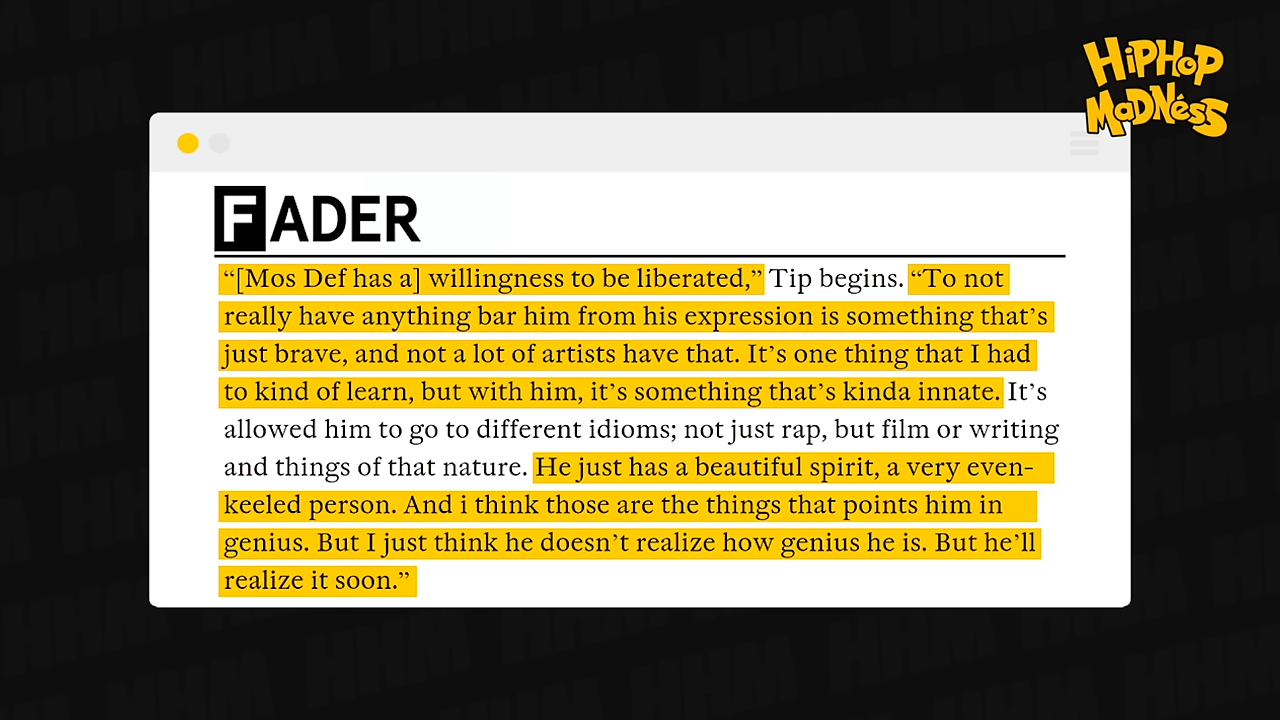 HiPHoP
MaDNéss
FADER
“[Mos Def has a] willingness to be liberated,” Tip begins. “To not
really have anything bar him from his expression is something that’s
just brave, and not a lot of artists have that. It’s one thing that I had
to kind of learn, but with him, it’s something that’s kinda innate. It’s
allowed him to go to different idioms; not just rap, but film or writing
and things of that nature. He just has a beautiful spirit, a very even-
keeled person. And i think those are the things that points him in
genius. But I just think he doesn’t realize how genius he is. But he’ll
realize it soon.”